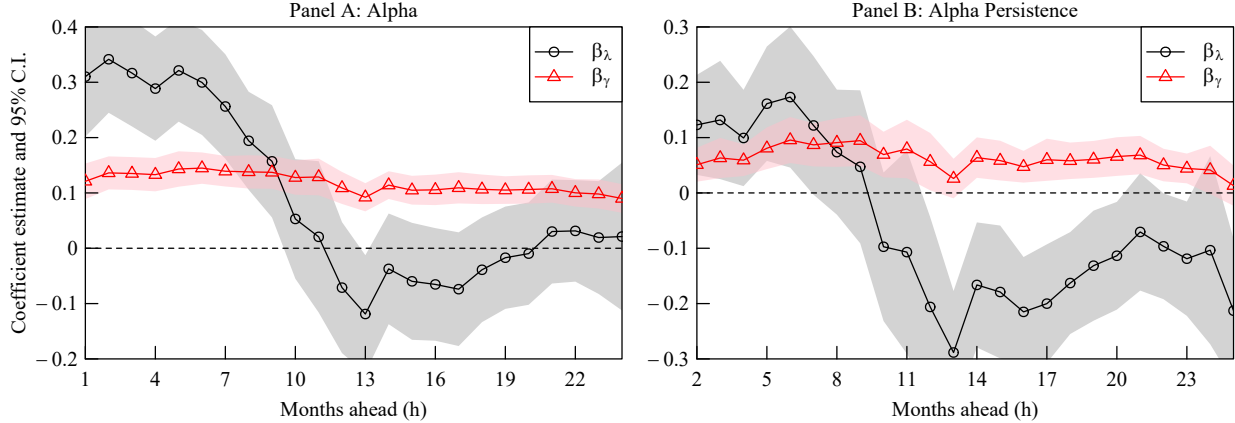 Panel A: Alpha
Coefficient estimate and 95% C.I.
0.4
0.3
0.2
0.1
0
−0.1
−0.2
1 4 7 10 13 16 19 22
Months ahead (h)
βλ
βγ
Panel B: Alpha Persistence
0.3
0.2
0.1
0
−0.1
−0.2
−0.3
2 5 8 11 14 17 20 23
Months ahead (h)
βλ
βγ